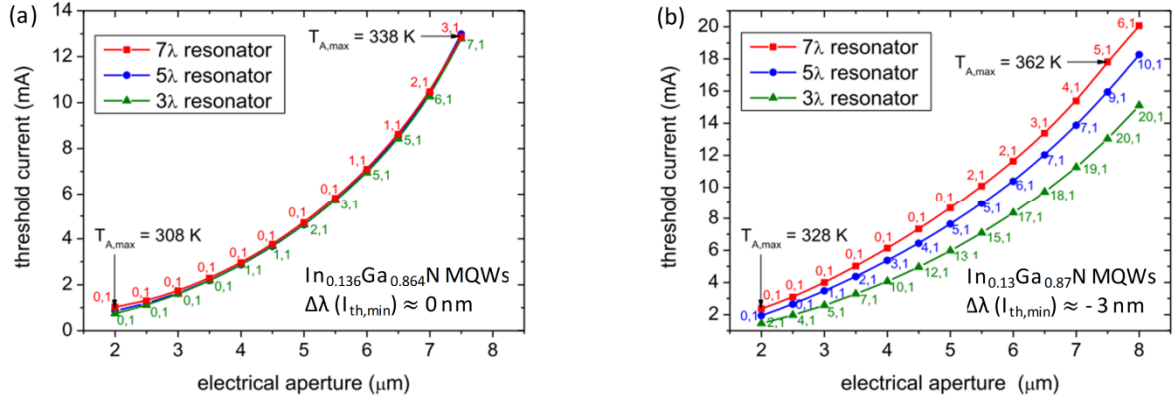 (a)
threshold current (mA)
14
12
10
8
6
4
2
0
7λ resonator
5λ resonator
3λ resonator
T_A,max = 338 K
T_A,max = 308 K
0,1 0,1 0,1 0,1 0,1 0,1 0,1 0,1 1,1 1,1 2,1 3,1
0,1 0,1 0,1 0,1 1,1 1,1 2,1 3,1 5,1 5,1 6,1 7,1
In0.136Ga0.864N MQWs
Δλ (Ith,min) ≈ 0 nm
2 3 4 5 6 7 8
electrical aperture (μm)
(b)
threshold current (mA)
20
18
16
14
12
10
8
6
4
2
7λ resonator
5λ resonator
3λ resonator
T_A,max = 362 K
T_A,max = 328 K
0,1 0,1 0,1 0,1 0,1 0,1 0,1 2,1 2,1 3,1 4,1 5,1 6,1
0,1 0,1 1,1 2,1 3,1 4,1 5,1 5,1 6,1 7,1 7,1 9,1 10,1
2,1 4,1 5,1 7,1 10,1 12,1 13 1 15,1 17,1 18,1 19,1 20,1 20,1
In0.13Ga0.87N MQWs
Δλ (Ith,min) ≈ -3 nm
2 3 4 5 6 7 8
electrical aperture (μm)